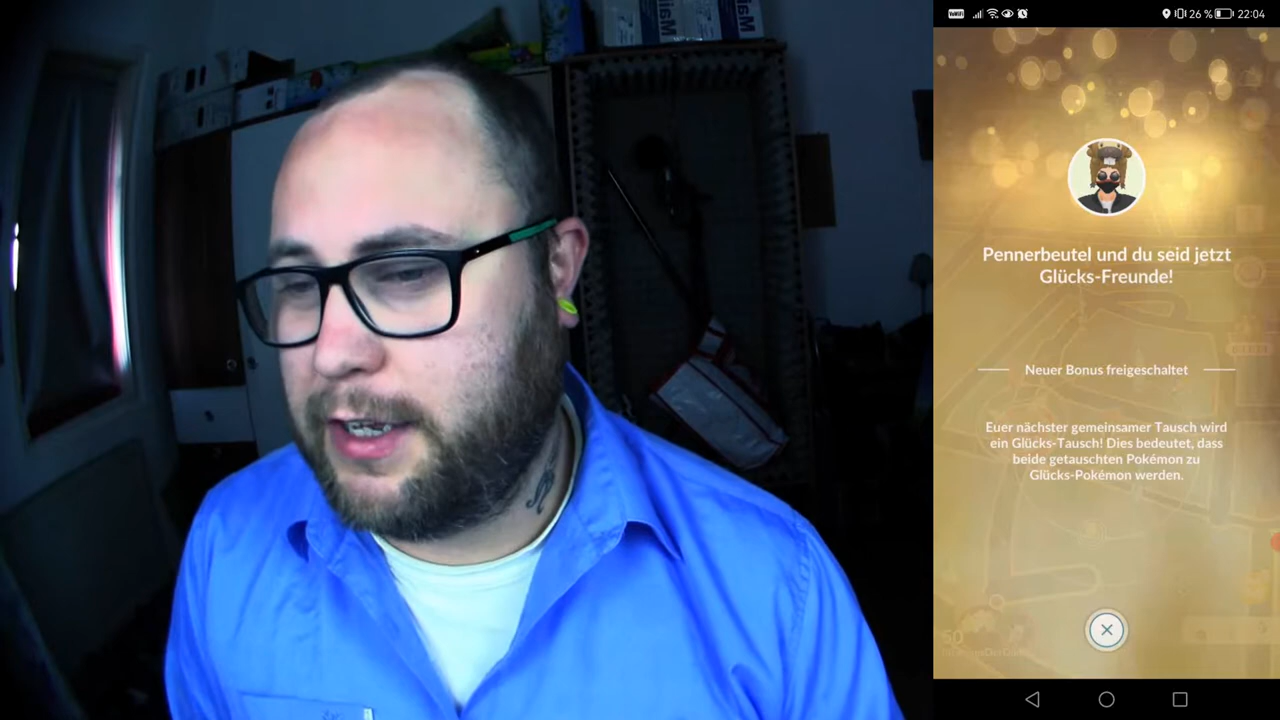 26 % 22:04
Pennerbeutel und du seid jetzt
Glücks-Freunde!
Neuer Bonus freigeschaltet
Euer nächster gemeinsamer Tausch wird
ein Glücks-Tausch! Dies bedeutet, dass
beide getauschten Pokémon zu
Glücks-Pokémon werden.
50